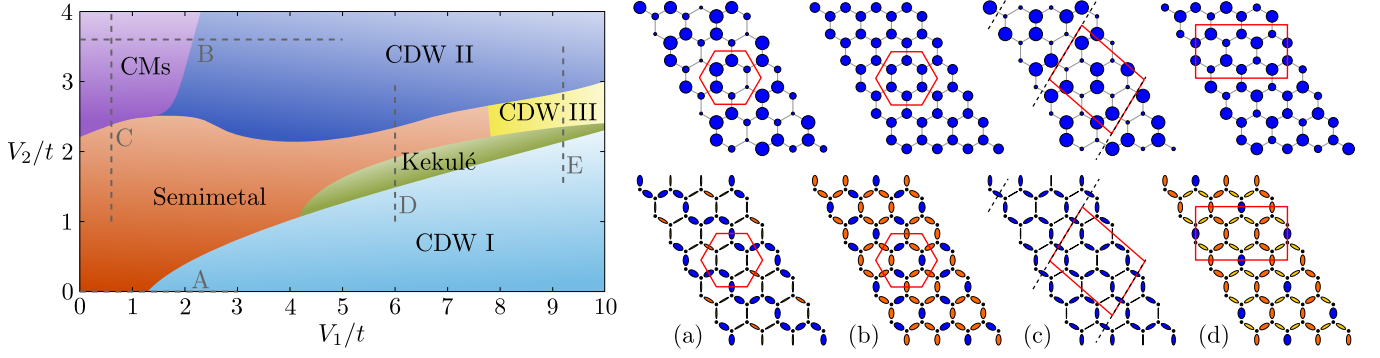 4
3
2
1
0
V₂/t
0 1 2 3 4 5 6 7 8 9 10
V₁/t
CMs
B
CDW II
C
CDW III
Kekulé
E
Semimetal
D
CDW I
A
(a) (b) (c) (d)